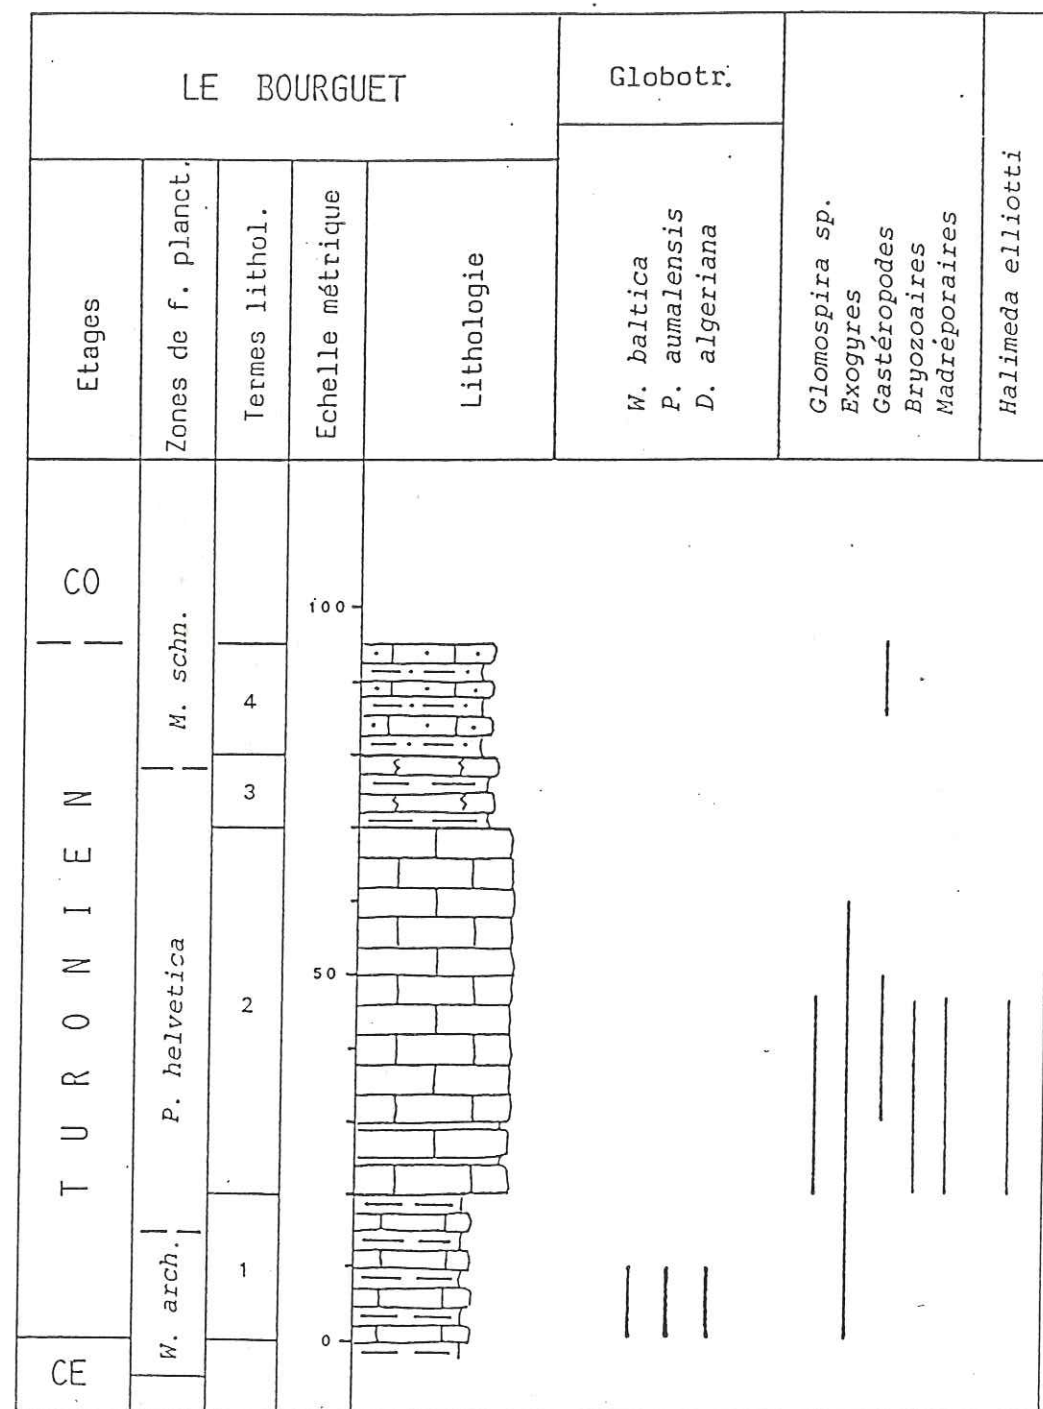 LE BOURGUET
Globotr.
Etages
Zones de f. planct.
Termes lithol.
Echelle métrique
Lithologie
W. baltica
P. aumalensis
D. algeriana
Glomospira sp.
Exogyres
Gastéropodes
Bryozoaires
Madréporaires
Halimeda elliotti
CO
TURONIEN
CE
M. schn.
P. helvetica
W. arch.
4
3
2
1
100
50
0